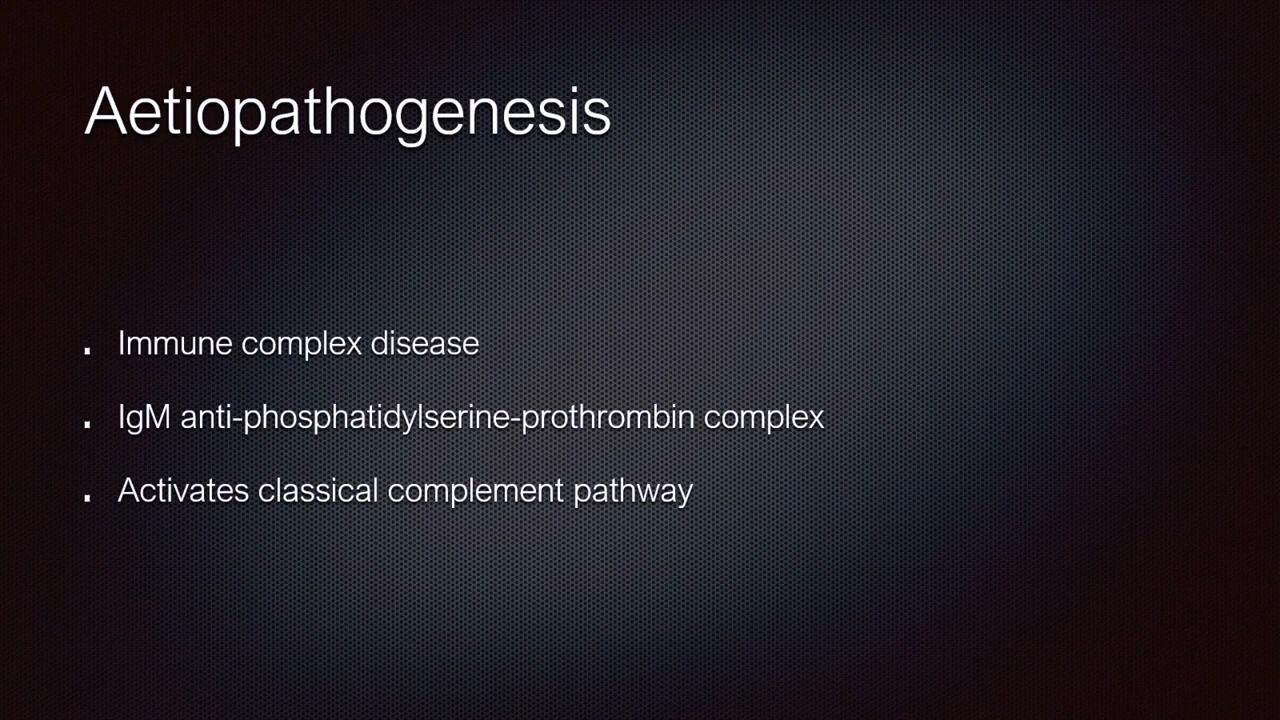 Aetiopathogenesis
. Immune complex disease
. IgM anti-phosphatidylserine-prothrombin complex
. Activates classical complement pathway